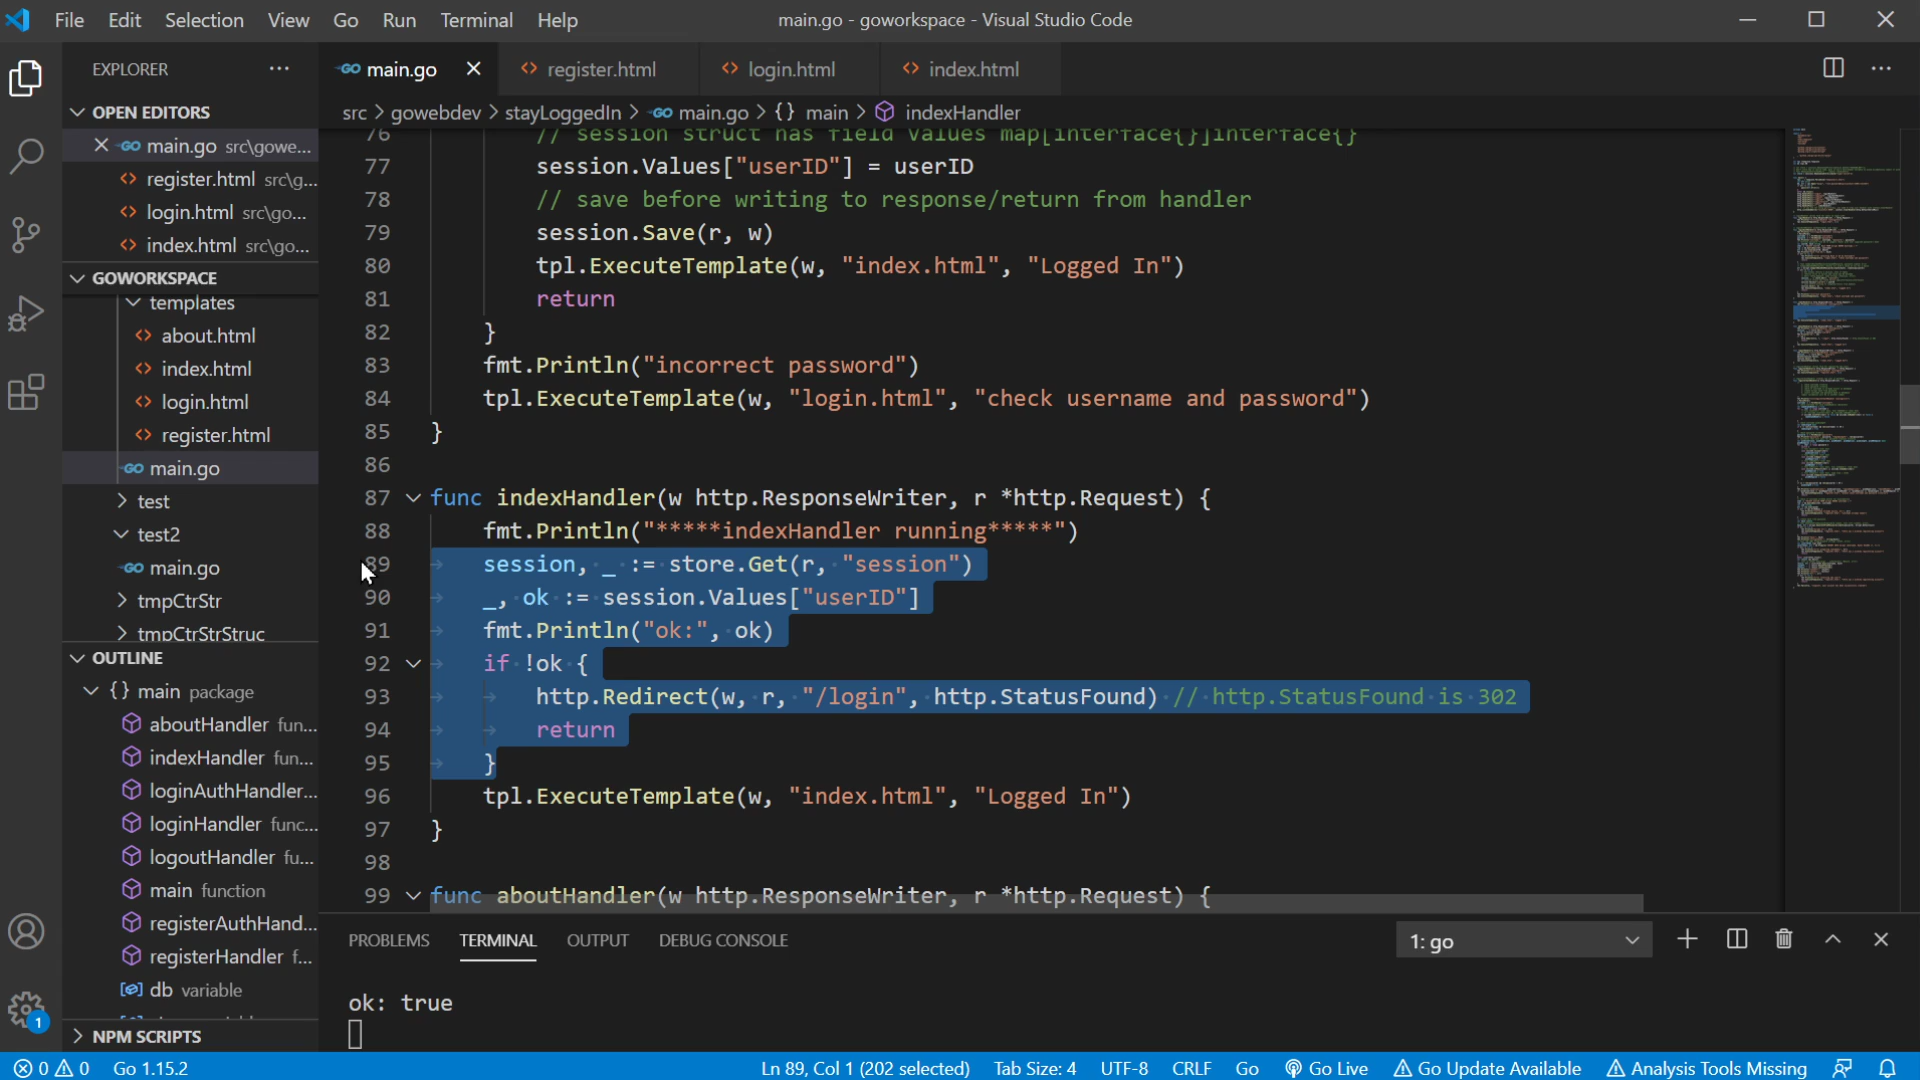 File Edit Selection View Go Run Terminal Help main.go - goworkspace - Visual Studio Code
EXPLORER ···
OPEN EDITORS
main.go src\gowe...
register.html src\g...
login.html src\go...
index.html src\go...
GOWORKSPACE
templates
about.html
index.html
login.html
register.html
main.go
test
test2
main.go
tmpCtrStr
tmpCtrStrStruc
OUTLINE
{} main package
aboutHandler fun...
indexHandler fun...
loginAuthHandler...
loginHandler func...
logoutHandler fu...
main function
registerAuthHand...
registerHandler f...
db variable
NPM SCRIPTS
main.go register.html login.html index.html
src > gowebdev > stayLoggedIn > main.go > {} main > indexHandler
76 // session struct has field Values map[interface{}]interface{}
77 session.Values["userID"] = userID
78 // save before writing to response/return from handler
79 session.Save(r, w)
80 tpl.ExecuteTemplate(w, "index.html", "Logged In")
81 return
82 }
83 fmt.Println("incorrect password")
84 tpl.ExecuteTemplate(w, "login.html", "check username and password")
85 }
86
87 func indexHandler(w http.ResponseWriter, r *http.Request) {
88 fmt.Println("*****indexHandler running*****")
89 session, _ := store.Get(r, "session")
90 _, ok := session.Values["userID"]
91 fmt.Println("ok:", ok)
92 if !ok {
93 http.Redirect(w, r, "/login", http.StatusFound) // http.StatusFound is 302
94 return
95 }
96 tpl.ExecuteTemplate(w, "index.html", "Logged In")
97 }
98
99 func aboutHandler(w http.ResponseWriter, r *http.Request) {
PROBLEMS TERMINAL OUTPUT DEBUG CONSOLE 1: go
ok: true
1
0 0 Go 1.15.2 Ln 89, Col 1 (202 selected) Tab Size: 4 UTF-8 CRLF Go Go Live Go Update Available Analysis Tools Missing